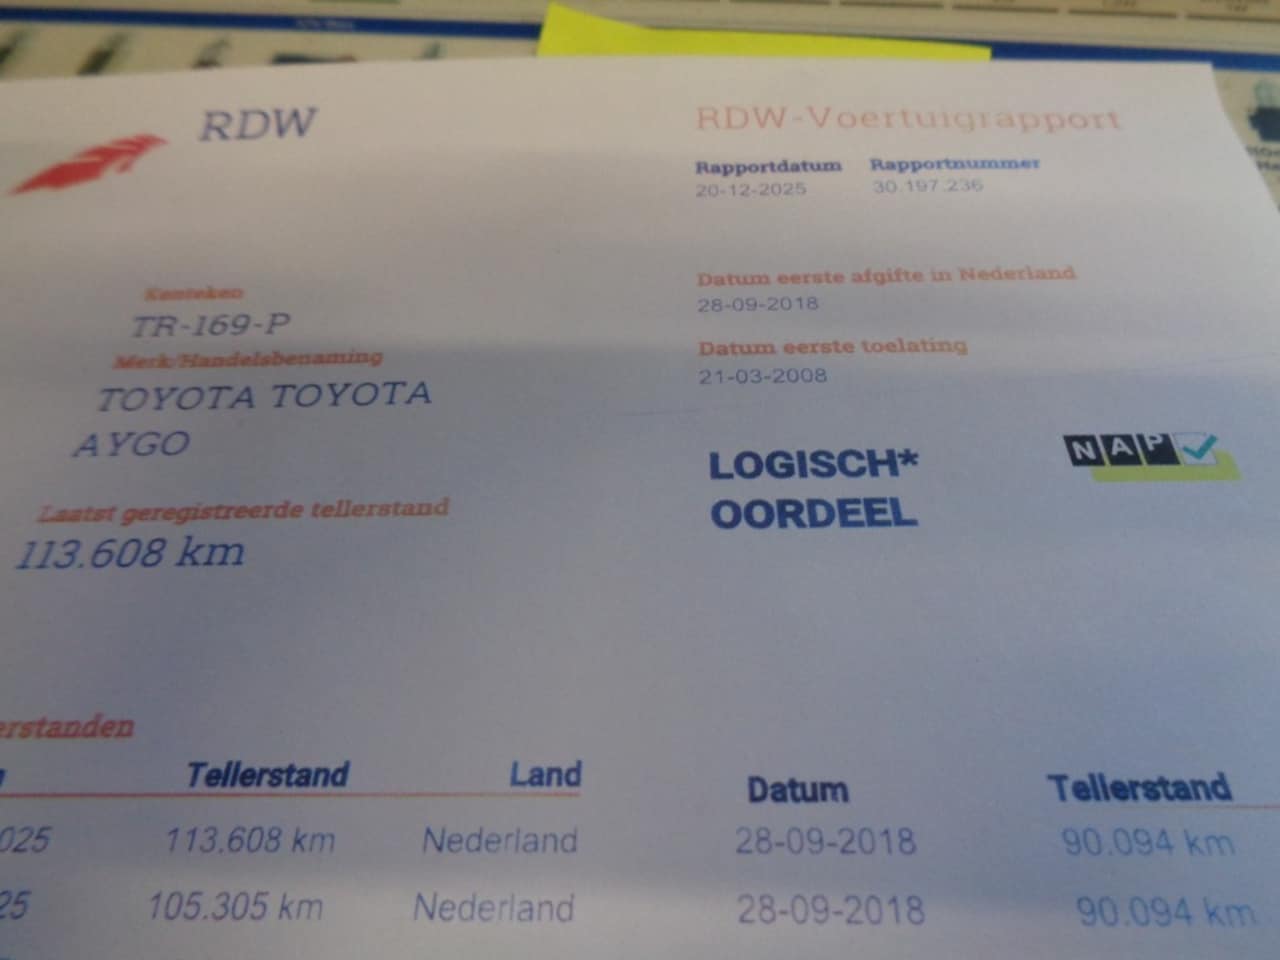 RDW
RDW-Voertuigrapport
Rapportdatum Rapportnummer
20-12-2025 30.197.236
Kenteken
TR-169-P
Merk/Handelsbenaming
TOYOTA TOYOTA
AYGO
Laatst geregistreerde tellerstand
113.608 km
Datum eerste afgifte in Nederland
28-09-2018
Datum eerste toelating
21-03-2008
LOGISCH*
OORDEEL
NAP
erstanden
Tellerstand Land Datum Tellerstand
025 113.608 km Nederland 28-09-2018 90.094 km
25 105.305 km Nederland 28-09-2018 90.094 km